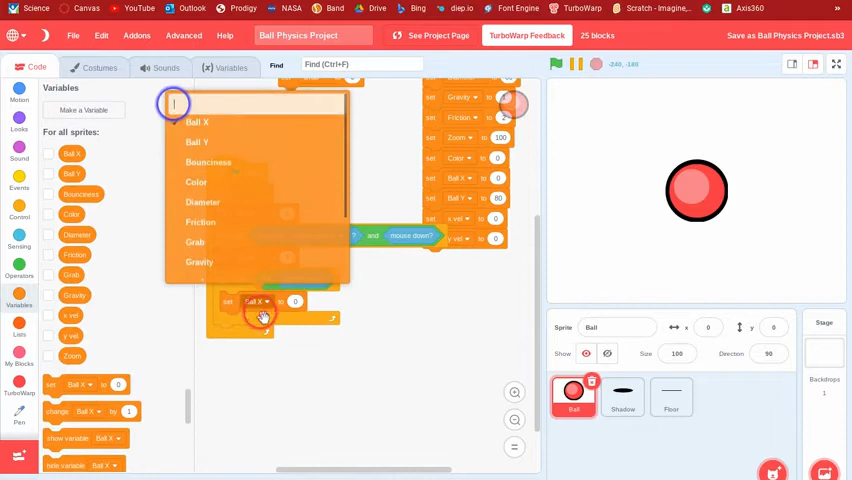 Science Canvas YouTube Outlook Prodigy NASA Band Drive Bing diep.io Font Engine TurboWarp Scratch - Imagine,... Axis360 »
File Edit Addons Advanced Help Ball Physics Project See Project Page TurboWarp Feedback 25 blocks Save as Ball Physics Project.sb3
Code Costumes Sounds Variables Find Find (Ctrl+F) -240, -180
Motion
Looks
Sound
Events
Control
Sensing
Operators
Variables
Lists
My Blocks
TurboWarp
Pen
Variables
Make a Variable
For all sprites:
Ball X
Ball Y
Bounciness
Color
Diameter
Friction
Grab
Gravity
x vel
y vel
Zoom
set Ball X to 0
change Ball X by 1
show variable Ball X
hide variable Ball X
Ball X
Ball Y
Bounciness
Color
Diameter
Friction
Grab
Gravity
? and mouse down?
set Ball X to 0
set Gravity to
set Friction to
set Zoom to 100
set Color to 0
set Ball X to 0
set Ball Y to 80
set x vel to 0
set y vel to 0
Sprite Ball x 0 y 0
Show Size 100 Direction 90
Ball
Shadow
Floor
Stage
Backdrops
1